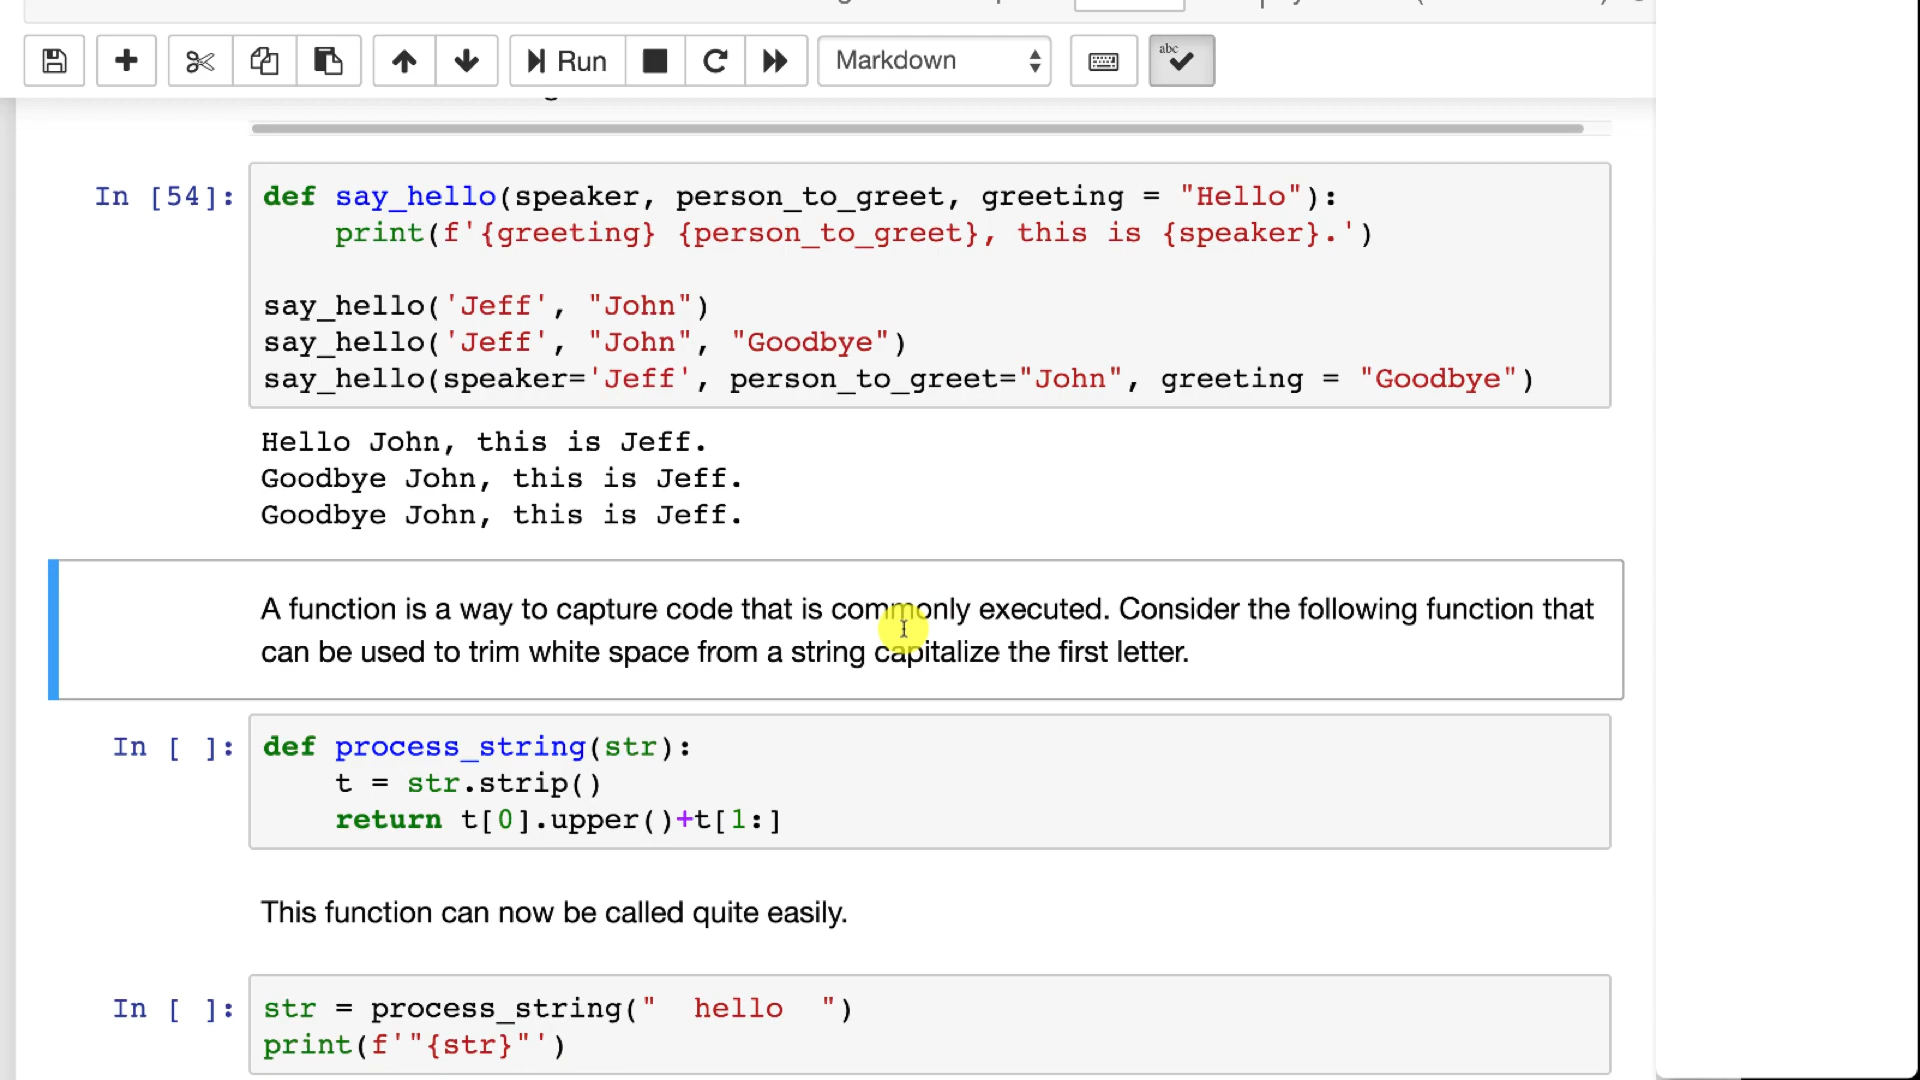 Run
Markdown
abc
In [54]:
def say_hello(speaker, person_to_greet, greeting = "Hello"):
    print(f'{greeting} {person_to_greet}, this is {speaker}.')
say_hello('Jeff', "John")
say_hello('Jeff', "John", "Goodbye")
say_hello(speaker='Jeff', person_to_greet="John", greeting = "Goodbye")
Hello John, this is Jeff.
Goodbye John, this is Jeff.
Goodbye John, this is Jeff.
A function is a way to capture code that is commonly executed. Consider the following function that
can be used to trim white space from a string capitalize the first letter.
In [ ]:
def process_string(str):
    t = str.strip()
    return t[0].upper()+t[1:]
This function can now be called quite easily.
In [ ]:
str = process_string("  hello  ")
print(f'"{str}"')